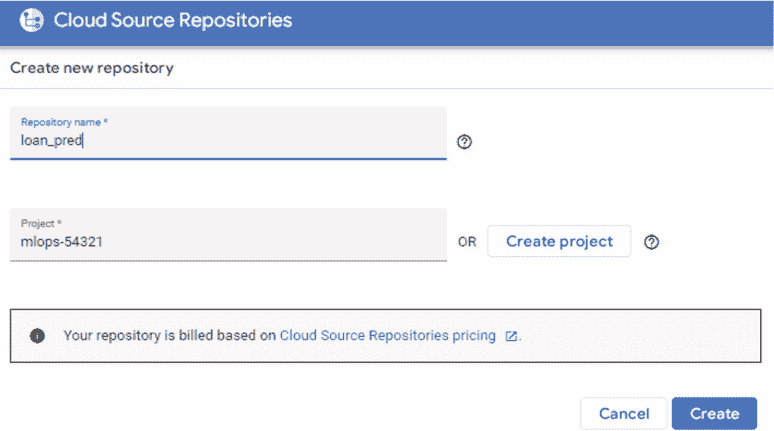 Cloud Source Repositories
Create new repository
Repository name *
loan_pred
Project *
mlops-54321
OR Create project
Your repository is billed based on Cloud Source Repositories pricing .
Cancel Create